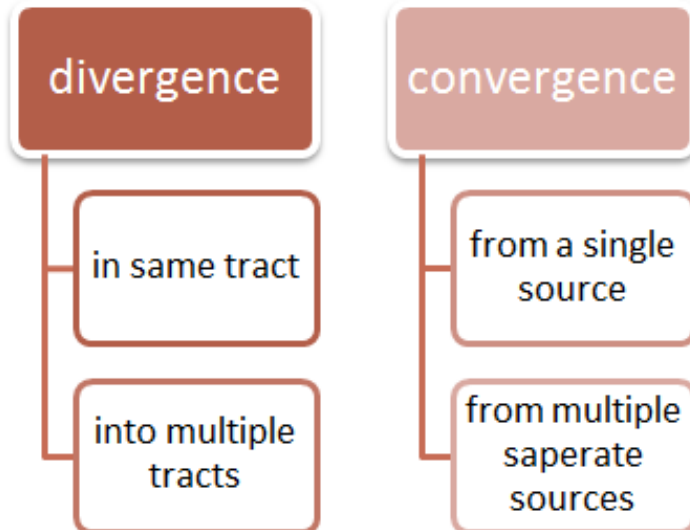 divergence
in same tract
into multiple
tracts
convergence
from a single
source
from multiple
saperate
sources